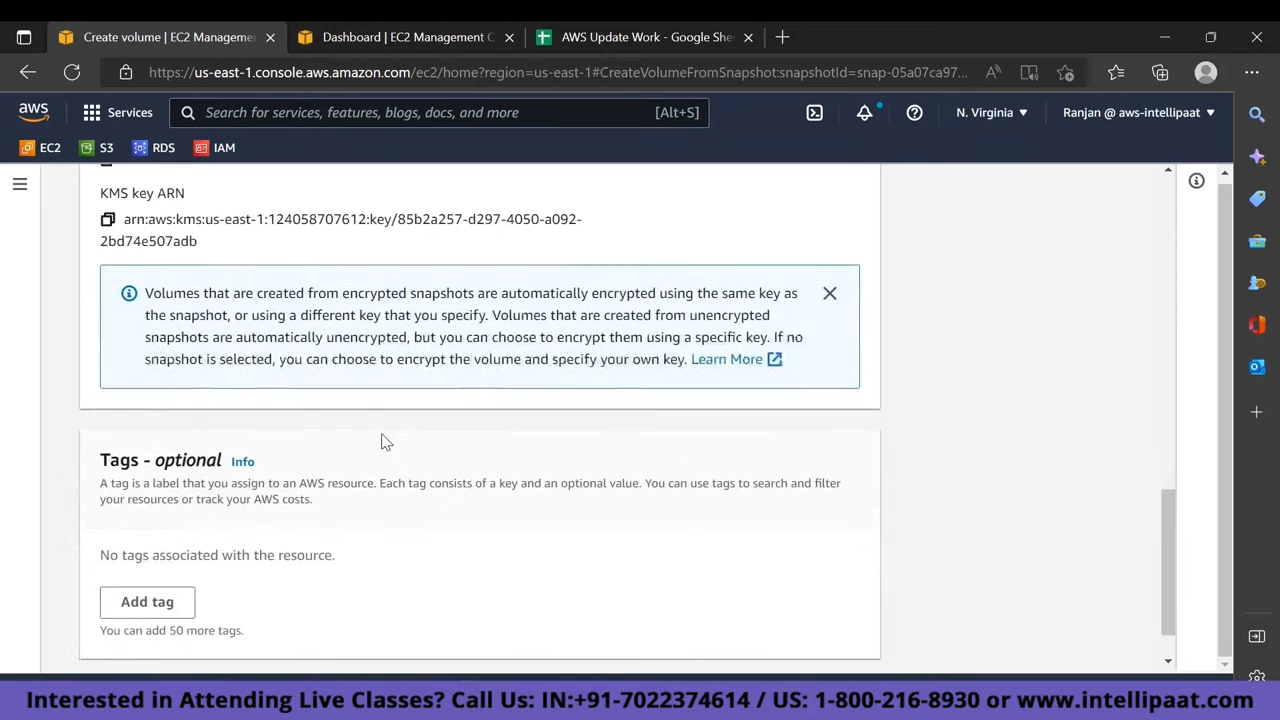 Create volume | EC2 Manageme
Dashboard | EC2 Management C
AWS Update Work - Google She
https://us-east-1.console.aws.amazon.com/ec2/home?region=us-east-1#CreateVolumeFromSnapshot:snapshotId=snap-05a07ca97...
aws
Services
Search for services, features, blogs, docs, and more
[Alt+S]
N. Virginia
Ranjan @ aws-intellipaat
EC2
S3
RDS
IAM
KMS key ARN
arn:aws:kms:us-east-1:124058707612:key/85b2a257-d297-4050-a092-
2bd74e507adb
Volumes that are created from encrypted snapshots are automatically encrypted using the same key as
the snapshot, or using a different key that you specify. Volumes that are created from unencrypted
snapshots are automatically unencrypted, but you can choose to encrypt them using a specific key. If no
snapshot is selected, you can choose to encrypt the volume and specify your own key. Learn More
Tags - optional Info
A tag is a label that you assign to an AWS resource. Each tag consists of a key and an optional value. You can use tags to search and filter
your resources or track your AWS costs.
No tags associated with the resource.
Add tag
You can add 50 more tags.
Interested in Attending Live Classes? Call Us: IN:+91-7022374614 / US: 1-800-216-8930 or www.intellipaat.com